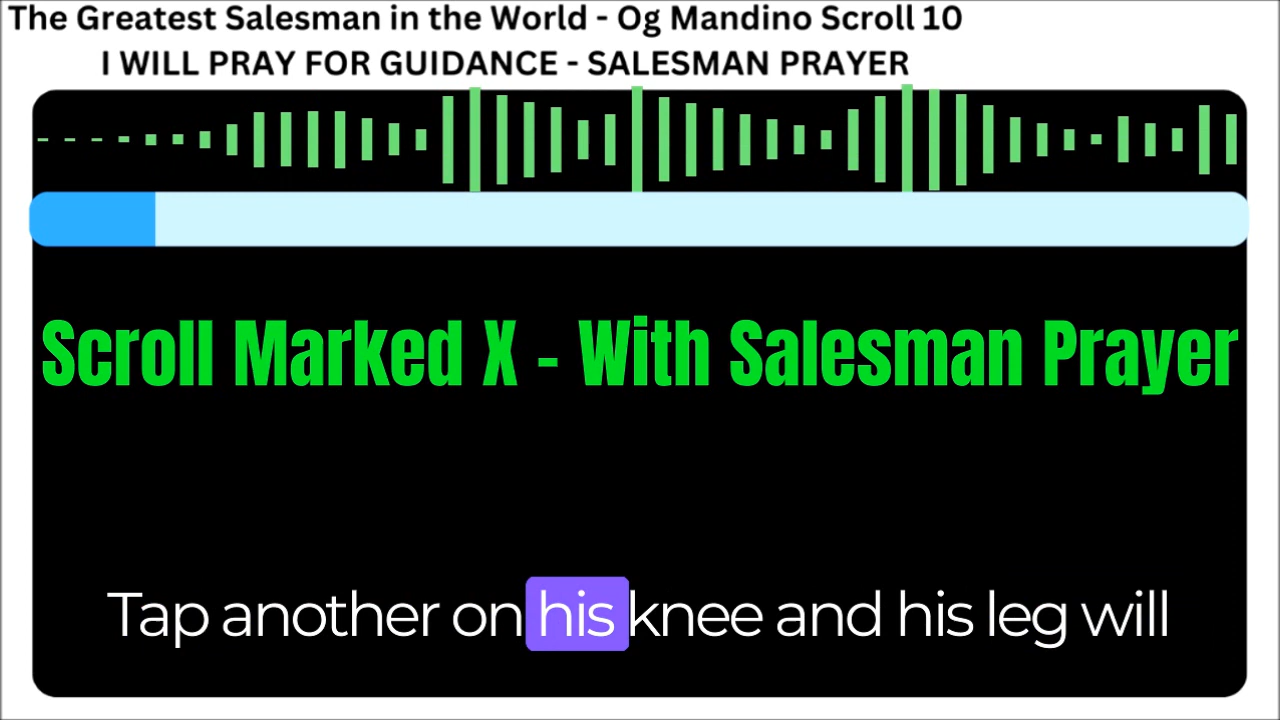 The Greatest Salesman in the World - Og Mandino Scroll 10
I WILL PRAY FOR GUIDANCE - SALESMAN PRAYER
Scroll Marked X - With Salesman Prayer
Tap another on his knee and his leg will